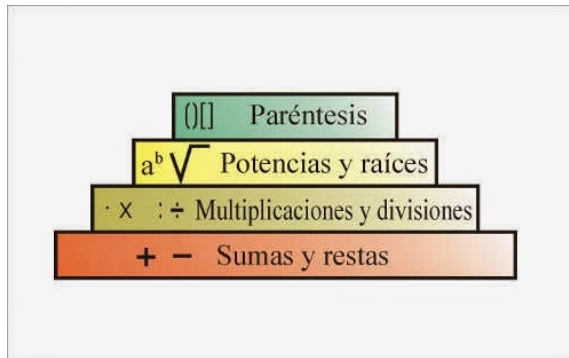 ()[] Paréntesis
aᵇ √ Potencias y raíces
· x : ÷ Multiplicaciones y divisiones
+ − Sumas y restas